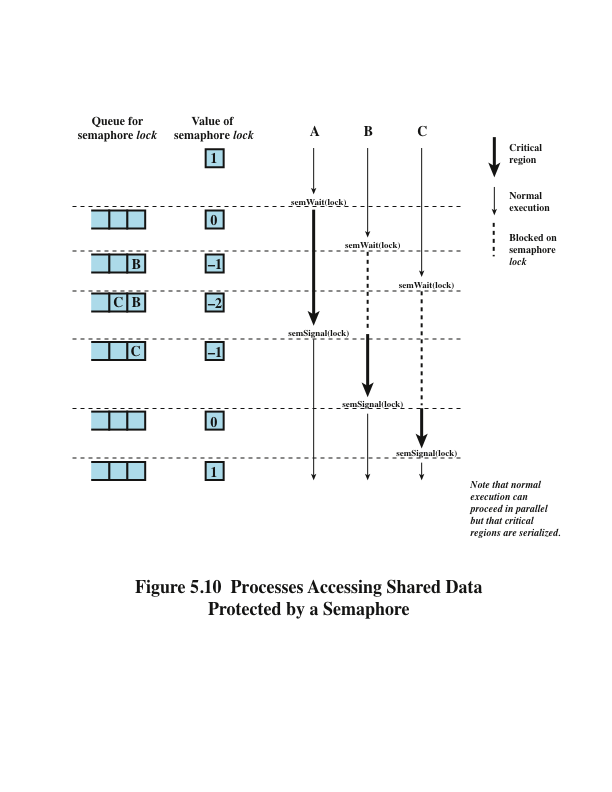 Queue for
semaphore lock
Value of
semaphore lock
A
B
C
1
Critical
region
Normal
execution
Blocked on
semaphore
lock
semWait(lock)
0
semWait(lock)
B
–1
semWait(lock)
C B
–2
semSignal(lock)
C
–1
semSignal(lock)
0
semSignal(lock)
1
Note that normal
execution can
proceed in parallel
but that critical
regions are serialized.
Figure 5.10 Processes Accessing Shared Data
Protected by a Semaphore